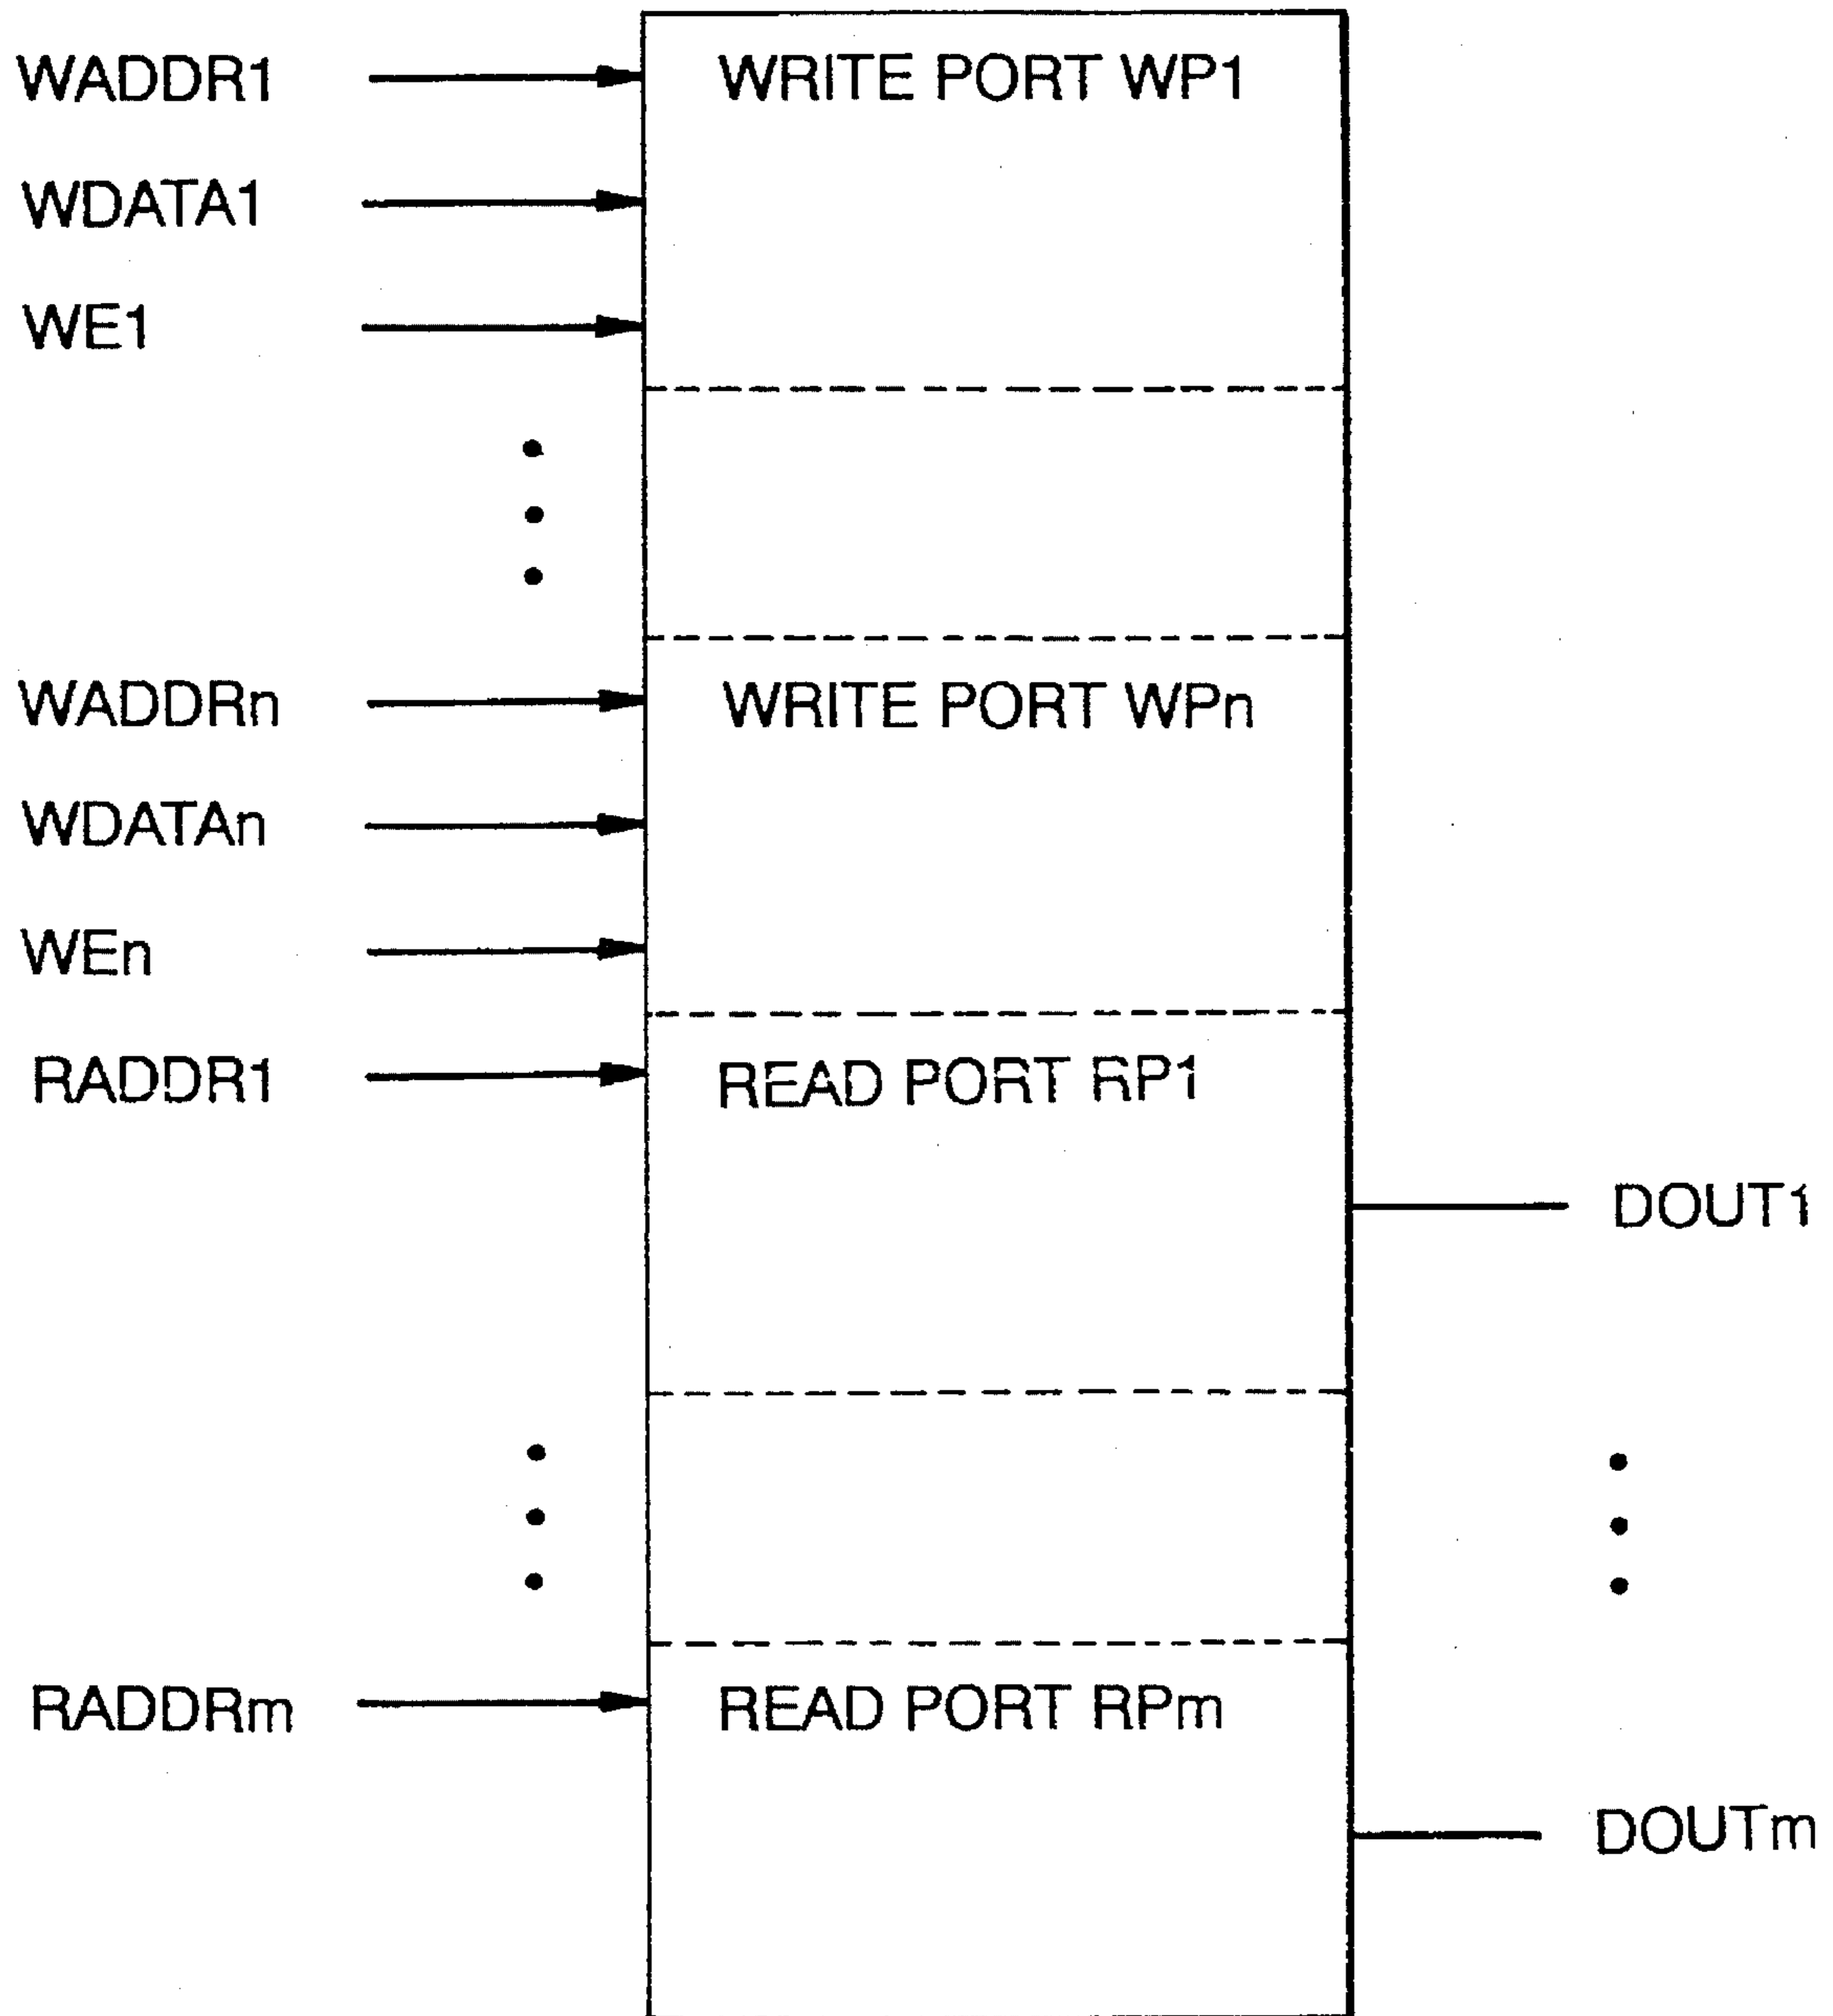 WADDR1
WRITE PORT WP1
WDATA1
WE1
WADDRn
WRITE PORT WPn
WDATAn
WEn
RADDR1
READ PORT RP1
DOUT1
RADDRm
READ PORT RPm
DOUTm